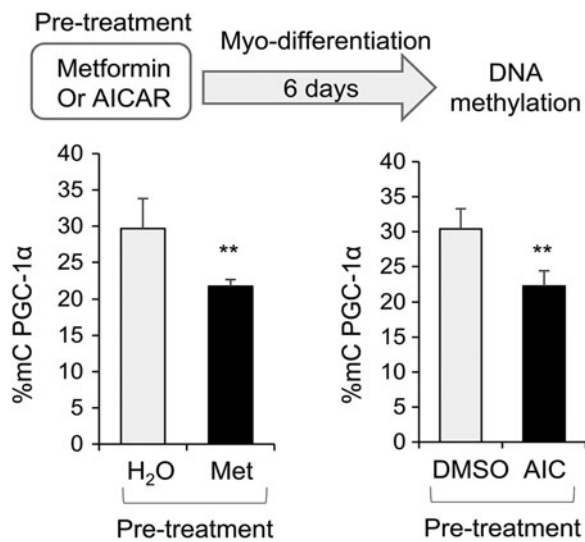 Pre-treatment
Metformin
Or AICAR
Myo-differentiation
6 days
DNA
methylation
%mC PGC-1α
40
35
30
25
20
15
10
5
0
**
H₂O Met
Pre-treatment
%mC PGC-1α
40
35
30
25
20
15
10
5
0
**
DMSO AIC
Pre-treatment